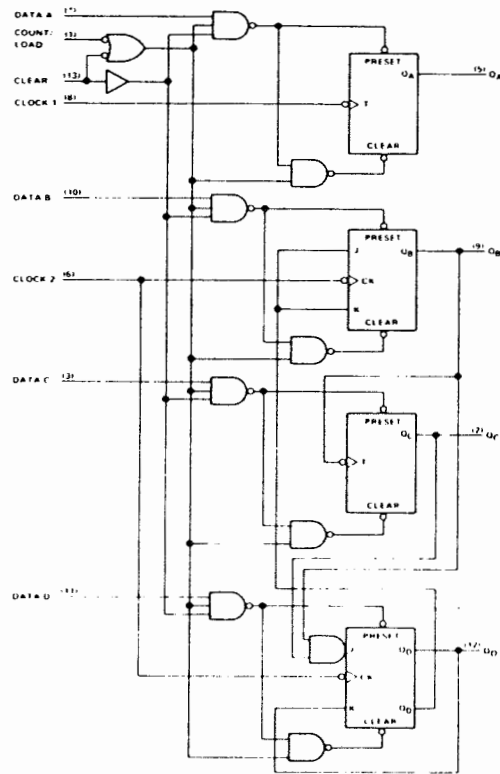 DATA A
COUNT/ (1)
LOAD
CLEAR (13)
CLOCK 1 (8)
PRESET
QA (5) QA
T
CLEAR
DATA B (10)
PRESET
J QB (9) QB
CLOCK 2 (6)
CK
K
CLEAR
DATA C (3)
PRESET
(2) QC
T
CLEAR
DATA D (11)
PRESET
J QD (12) QD
CK
K QD
CLEAR